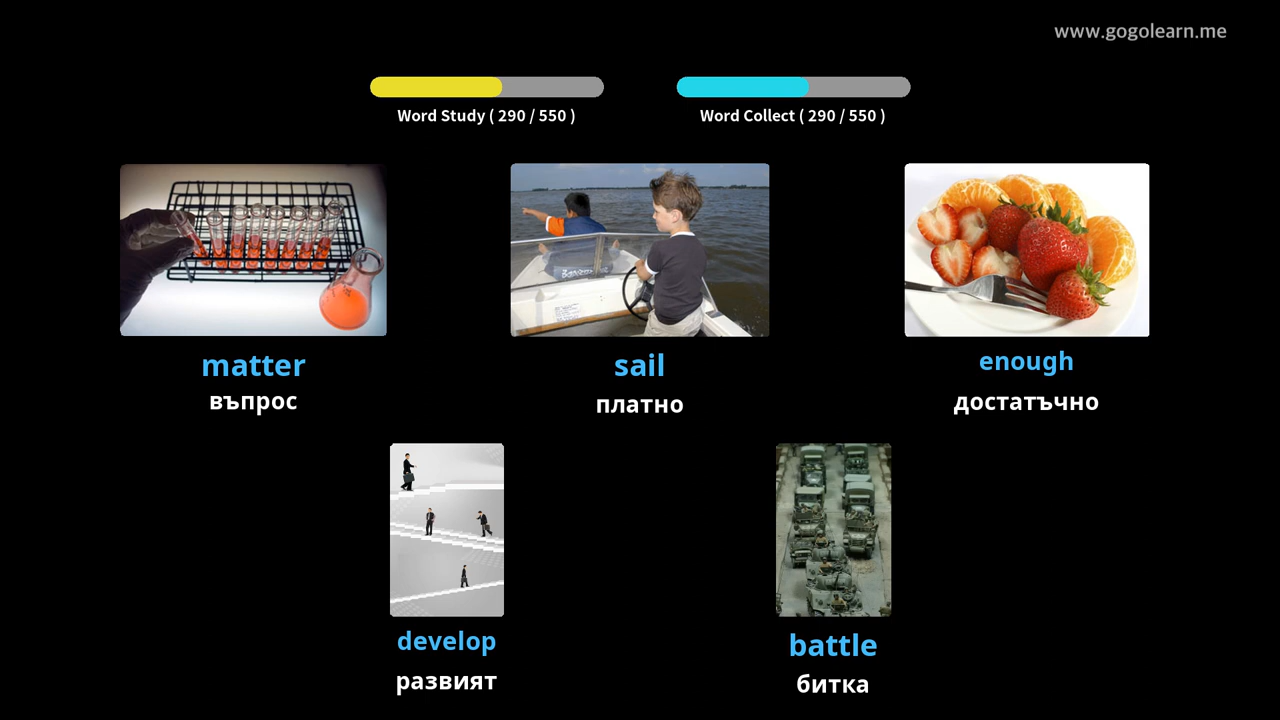 www.gogolearn.me
Word Study ( 290 / 550 )
Word Collect ( 290 / 550 )
matter
въпрос
sail
платно
enough
достатъчно
develop
развият
battle
битка